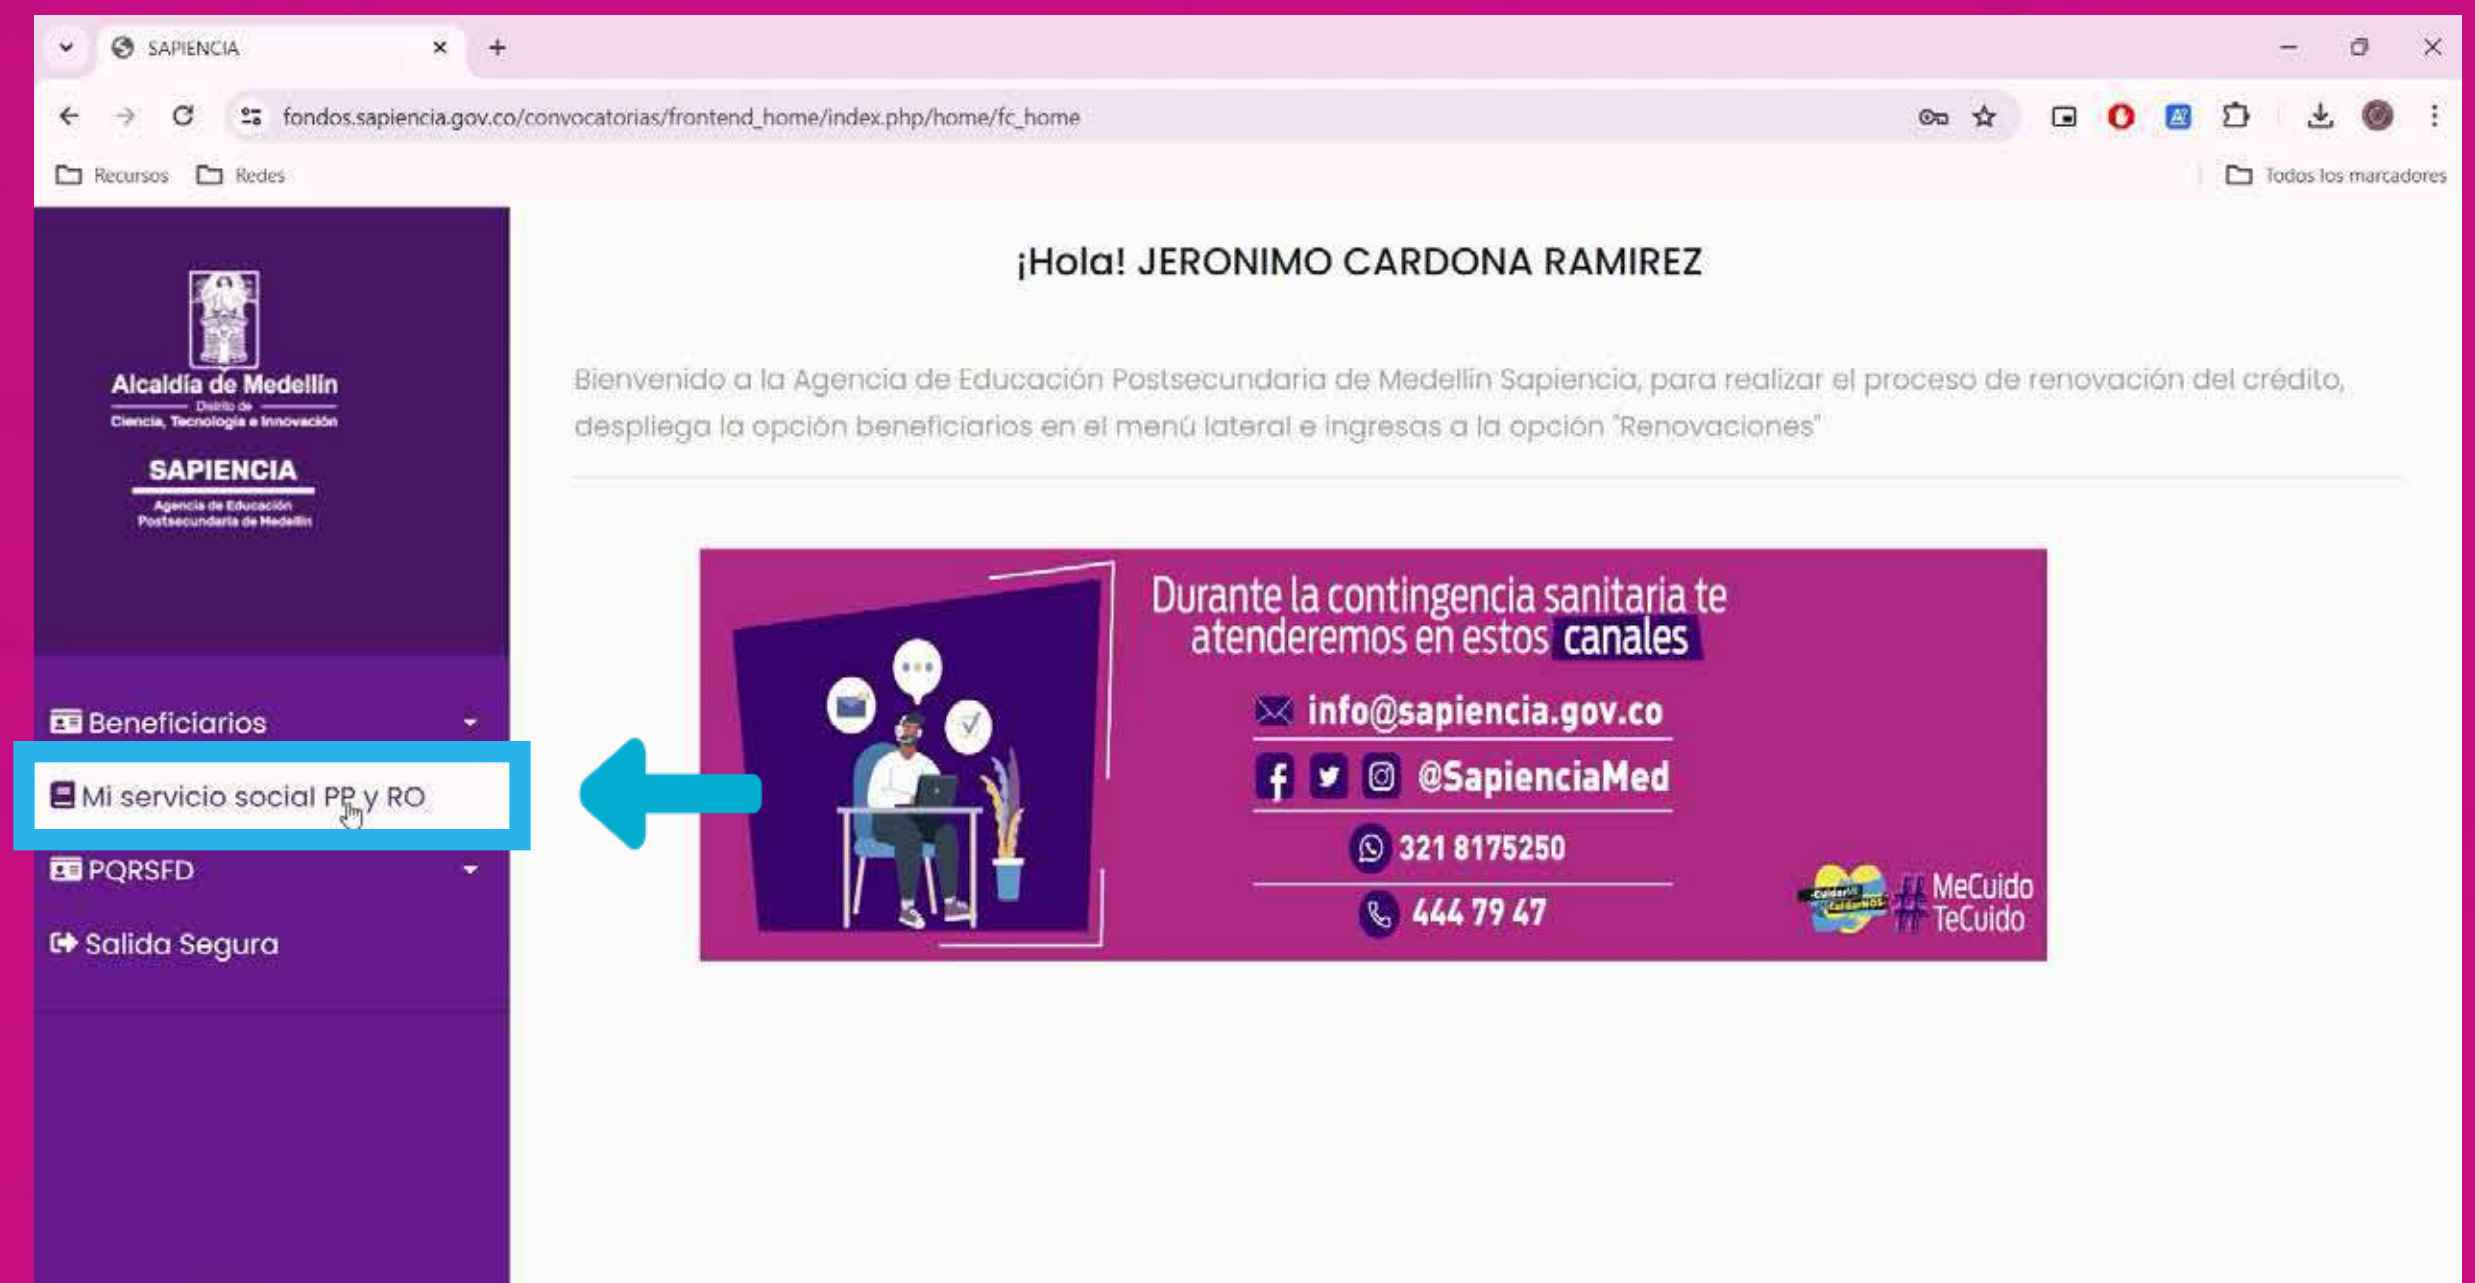 SAPIENCIA
fondos.sapiencia.gov.co/convocatorias/frontend_home/index.php/home/fc_home
Recursos
Redes
Todos los marcadores
Alcaldía de Medellín
Distrito de
Ciencia, Tecnología e Innovación
SAPIENCIA
Agencia de Educación
Postsecundaria de Medellín
Beneficiarios
Mi servicio social PP y RO
PQRSFD
Salida Segura
¡Hola! JERONIMO CARDONA RAMIREZ
Bienvenido a la Agencia de Educación Postsecundaria de Medellín Sapiencia, para realizar el proceso de renovación del crédito,
despliega la opción beneficiarios en el menú lateral e ingresas a la opción "Renovaciones"
Durante la contingencia sanitaria te
atenderemos en estos canales
info@sapiencia.gov.co
@SapienciaMed
321 8175250
444 79 47
#MeCuido
#TeCuido